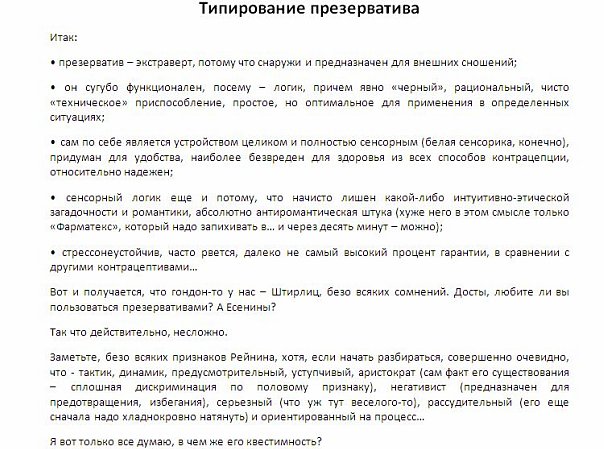 Типирование презерватива
Итак:
• презерватив – экстраверт, потому что снаружи и предназначен для внешних сношений;
• он сугубо функционален, посему – логик, причем явно «черный», рациональный, чисто
«техническое» приспособление, простое, но оптимальное для применения в определенных
ситуациях;
• сам по себе является устройством целиком и полностью сенсорным (белая сенсорика, конечно),
придуман для удобства, наиболее безвреден для здоровья из всех способов контрацепции,
относительно надежен;
• сенсорный логик еще и потому, что начисто лишен какой-либо интуитивно-этической
загадочности и романтики, абсолютно антиромантическая штука (хуже него в этом смысле только
«Фарматекс», который надо запихивать в... и через десять минут – можно);
• стрессонеустойчив, часто рвется, далеко не самый высокий процент гарантии, в сравнении с
другими контрацептивами...
Вот и получается, что гондон-то у нас – Штирлиц, безо всяких сомнений. Досты, любите ли вы
пользоваться презервативами? А Есенины?
Так что действительно, несложно.
Заметьте, безо всяких признаков Рейнина, хотя, если начать разбираться, совершенно очевидно,
что - тактик, динамик, предусмотрительный, уступчивый, аристократ (сам факт его существования
– сплошная дискриминация по половому признаку), негативист (предназначен для
предотвращения, избегания), серьезный (что уж тут веселого-то), рассудительный (его еще
сначала надо хладнокровно натянуть) и ориентированный на процесс...
Я вот только все думаю, в чем же его квестимность?